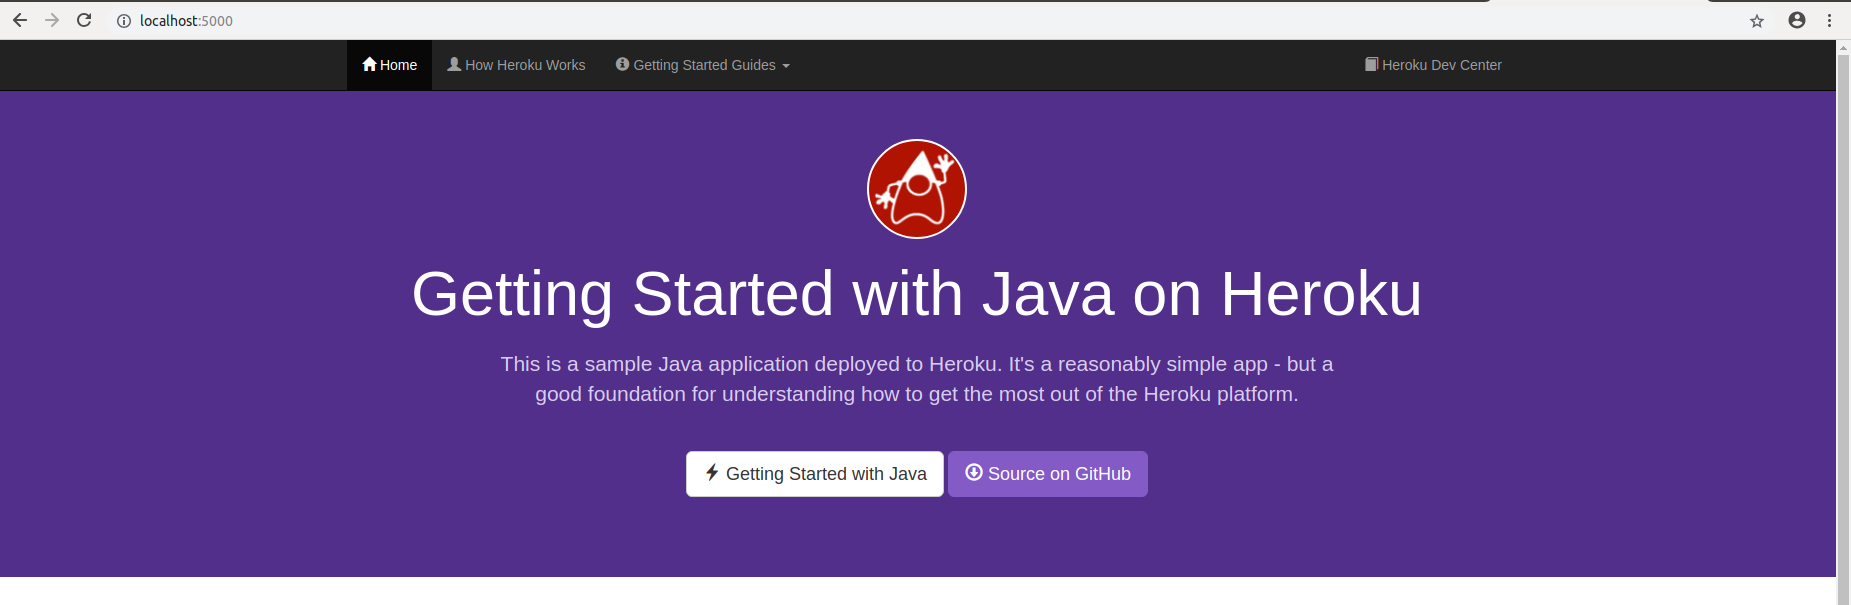 localhost:5000
Home How Heroku Works Getting Started Guides Heroku Dev Center
Getting Started with Java on Heroku
This is a sample Java application deployed to Heroku. It's a reasonably simple app - but a
good foundation for understanding how to get the most out of the Heroku platform.
Getting Started with Java Source on GitHub